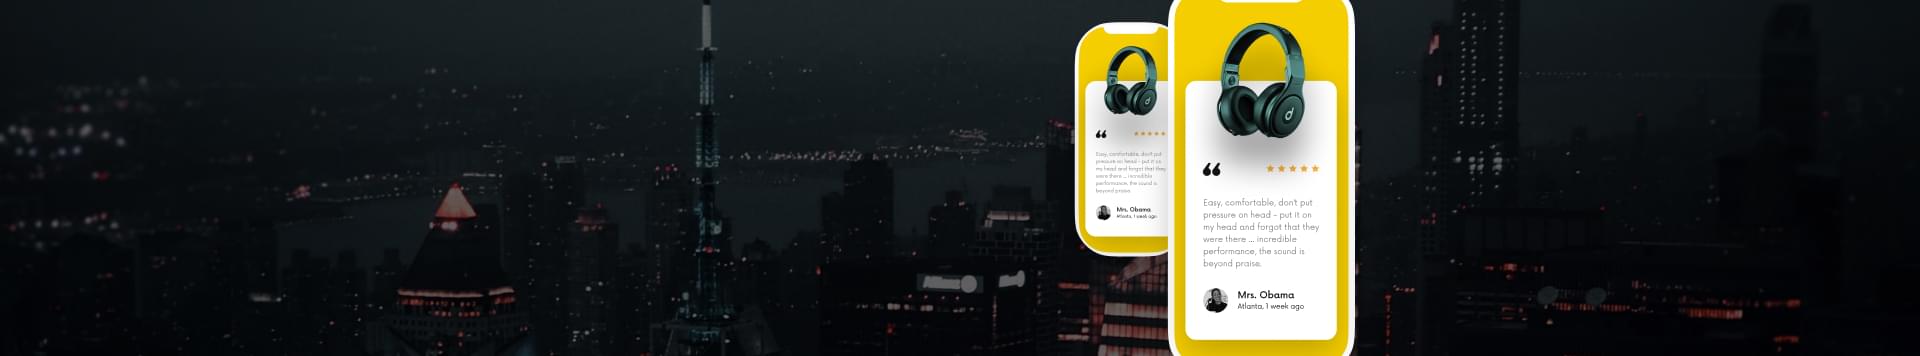 Easy, comfortable, don't put
pressure on head - put it on
my head and forgot that they
were there ... incredible
performance, the sound is
beyond praise.
Mrs. Obama
Atlanta, 1 week ago
Easy, comfortable, don't put
pressure on head - put it on
my head and forgot that they
were there ... incredible
performance, the sound is
beyond praise.
Mrs. Obama
Atlanta, 1 week ago